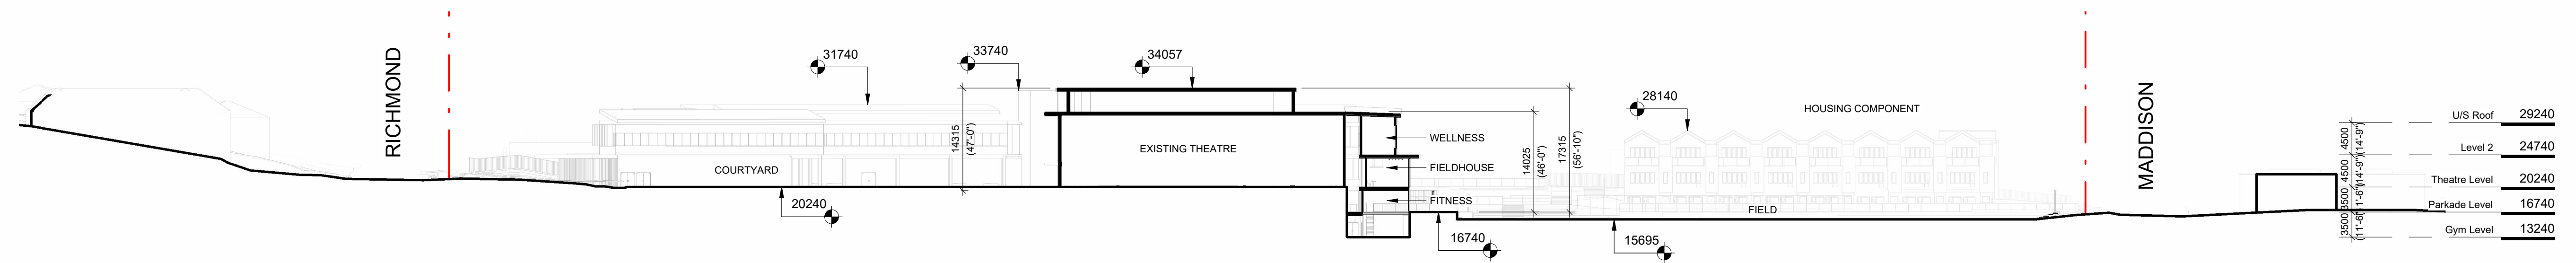 RICHMOND
31740
33740
34057
14315
(47'-0")
COURTYARD
20240
EXISTING THEATRE
WELLNESS
FIELDHOUSE
FITNESS
14025
(46'-0")
17315
(56'-10")
16740
28140
HOUSING COMPONENT
FIELD
15695
MADDISON
4500
(14'-9")
4500
(14'-9")
3500
(11'-6")
3500
(11'-6")
U/S Roof 29240
Level 2 24740
Theatre Level 20240
Parkade Level 16740
Gym Level 13240